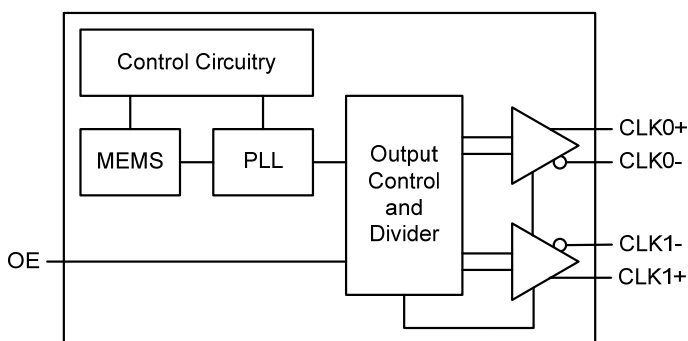 Control Circuitry
MEMS
PLL
Output
Control
and
Divider
CLK0+
CLK0-
CLK1-
CLK1+
OE